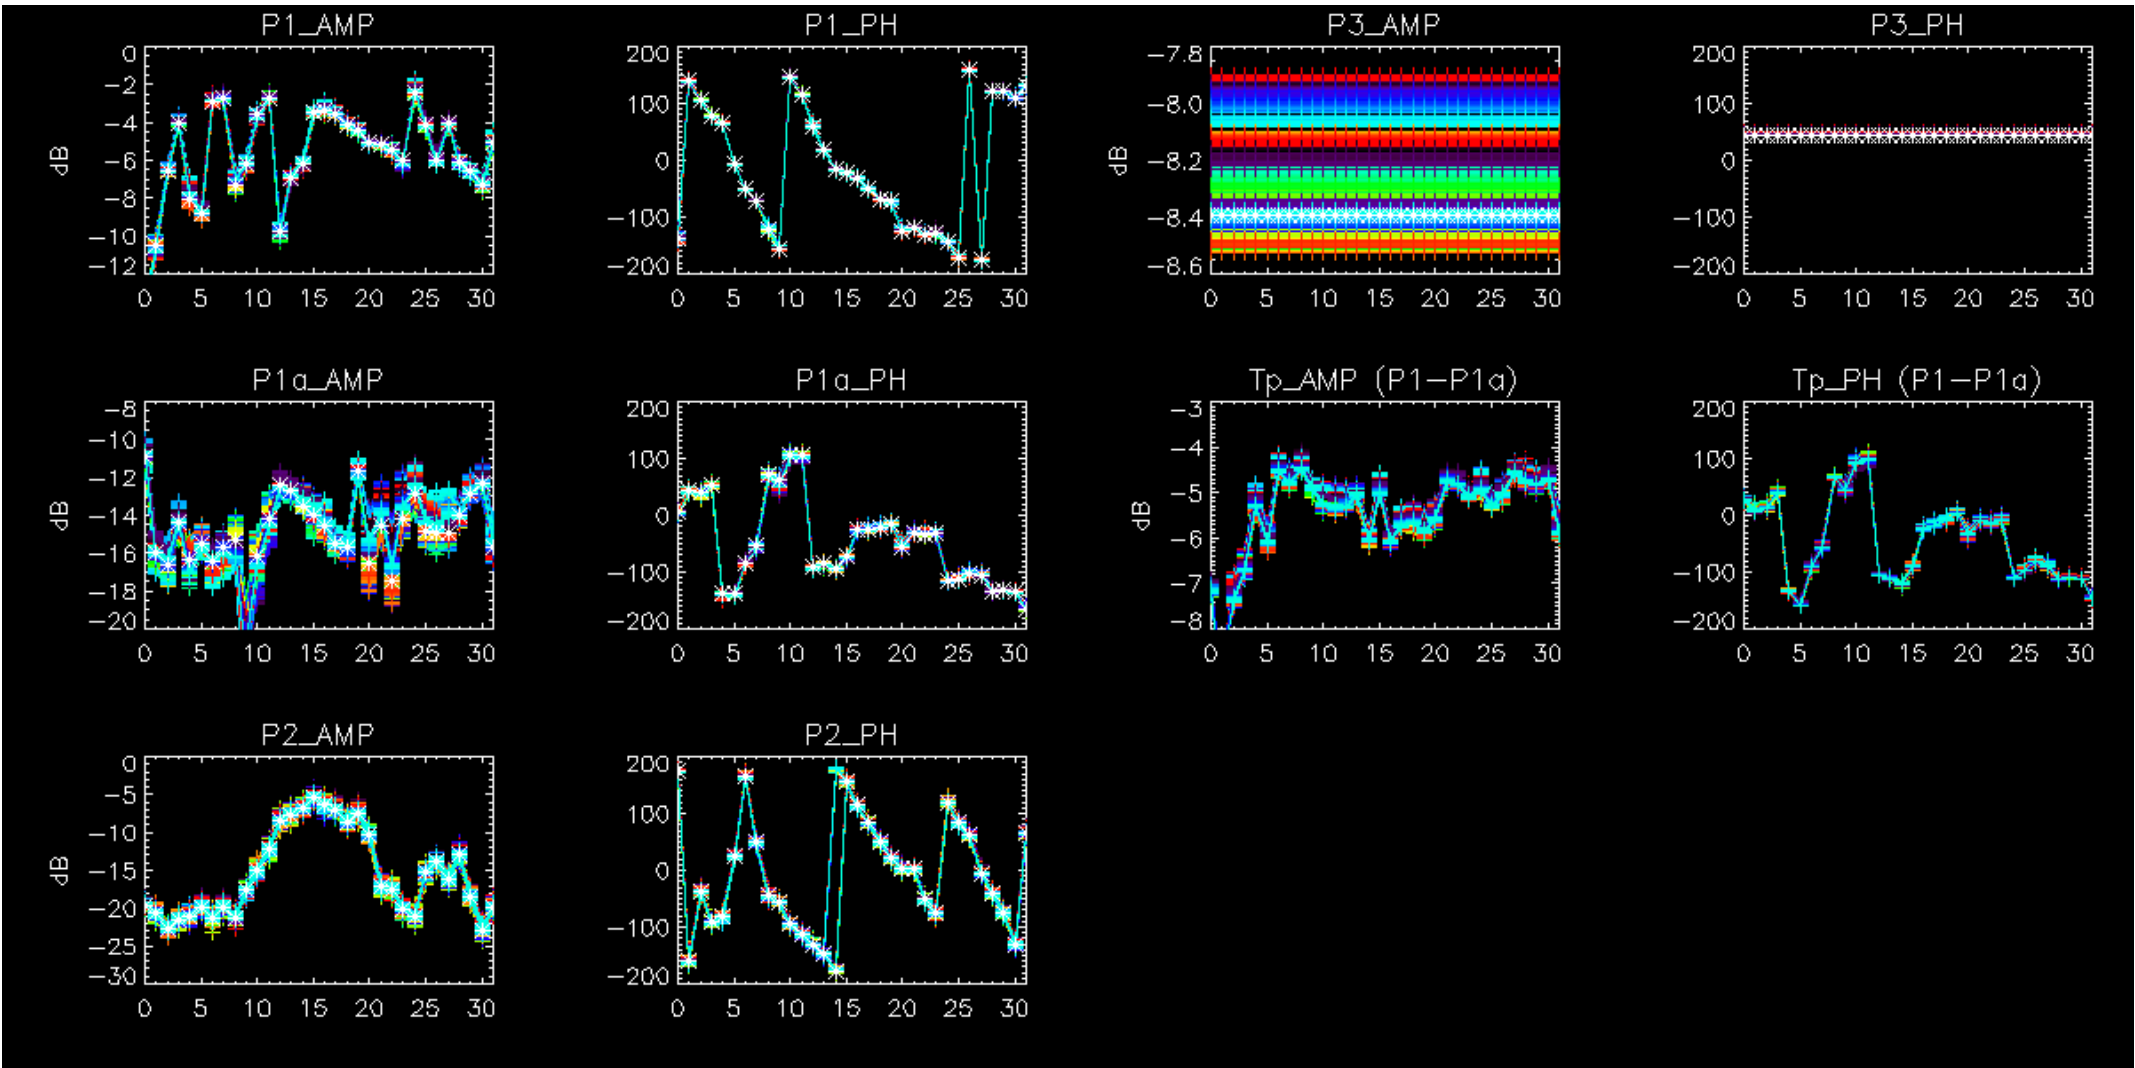 P1_AMP
P1_PH
P3_AMP
P3_PH
0
-2
-4
-6
-8
-10
-12
dB
0 5 10 15 20 25 30
200
100
0
-100
-200
0 5 10 15 20 25 30
-7.8
-8.0
-8.2
-8.4
-8.6
dB
0 5 10 15 20 25 30
200
100
0
-100
-200
0 5 10 15 20 25 30
P1a_AMP
P1a_PH
Tp_AMP (P1-P1a)
Tp_PH (P1-P1a)
-8
-10
-12
-14
-16
-18
-20
dB
0 5 10 15 20 25 30
200
100
0
-100
-200
0 5 10 15 20 25 30
-3
-4
-5
-6
-7
-8
dB
0 5 10 15 20 25 30
200
100
0
-100
-200
0 5 10 15 20 25 30
P2_AMP
P2_PH
0
-5
-10
-15
-20
-25
-30
dB
0 5 10 15 20 25 30
200
100
0
-100
-200
0 5 10 15 20 25 30